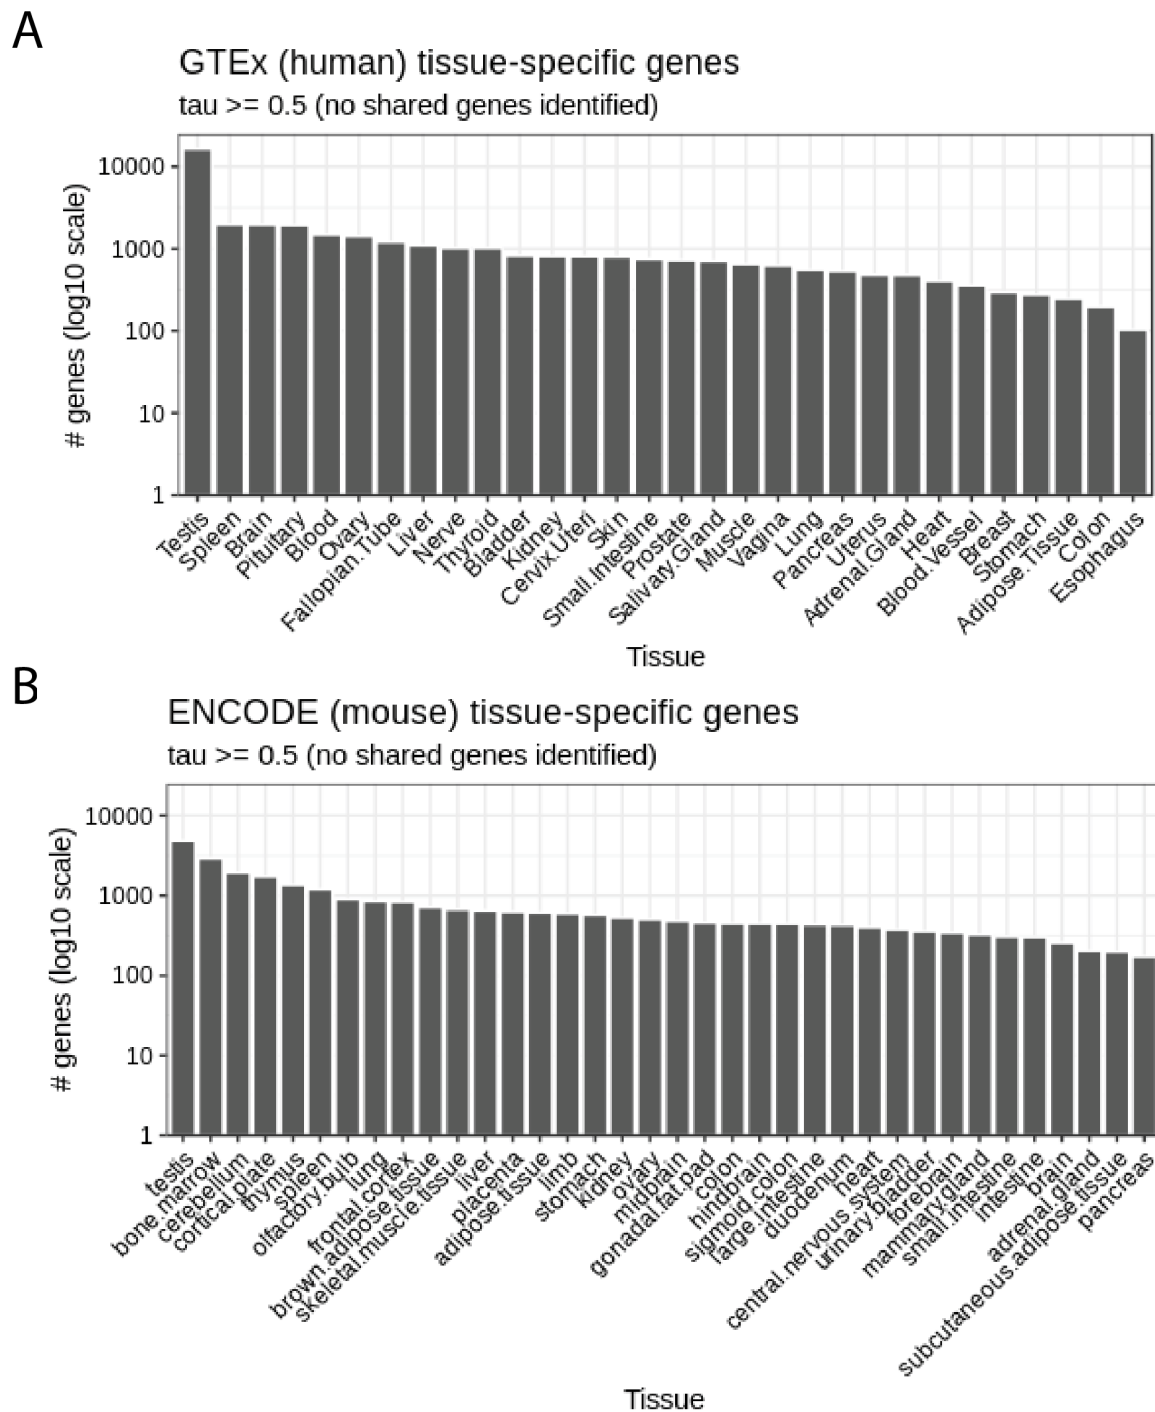 A
GTEx (human) tissue-specific genes
tau >= 0.5 (no shared genes identified)
# genes (log10 scale)
10000
1000
100
10
1
Testis
Spleen
Brain
Pituitary
Blood
Ovary
Fallopian.Tube
Liver
Nerve
Thyroid
Bladder
Kidney
Cervix.Uteri
Skin
Small.Intestine
Prostate
Salivary.Gland
Muscle
Vagina
Lung
Pancreas
Uterus
Adrenal.Gland
Heart
Blood.Vessel
Breast
Stomach
Adipose.Tissue
Colon
Esophagus
Tissue
B
ENCODE (mouse) tissue-specific genes
tau >= 0.5 (no shared genes identified)
# genes (log10 scale)
10000
1000
100
10
1
testis
bone.marrow
cerebellum
cortical.plate
thymus
spleen
olfactory.bulb
lung
frontal.cortex
brown.adipose.tissue
skeletal.muscle.tissue
liver
placenta
adipose.tissue
limb
stomach
kidney
ovary
midbrain
gonadal.fat.pad
colon
hindbrain
sigmoid.colon
large.intestine
duodenum
heart
central.nervous.system
urinary.bladder
forebrain
mammary.gland
small.intestine
intestine
brain
adrenal.gland
subcutaneous.adipose.tissue
pancreas
Tissue